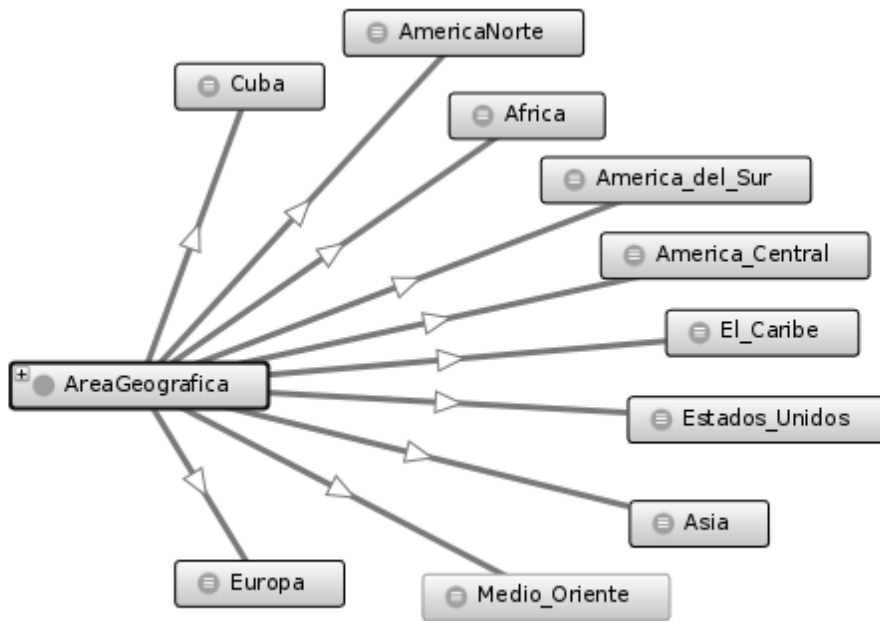 AmericaNorte
Cuba
Africa
America_del_Sur
America_Central
El_Caribe
AreaGeografica
Estados_Unidos
Asia
Europa
Medio_Oriente